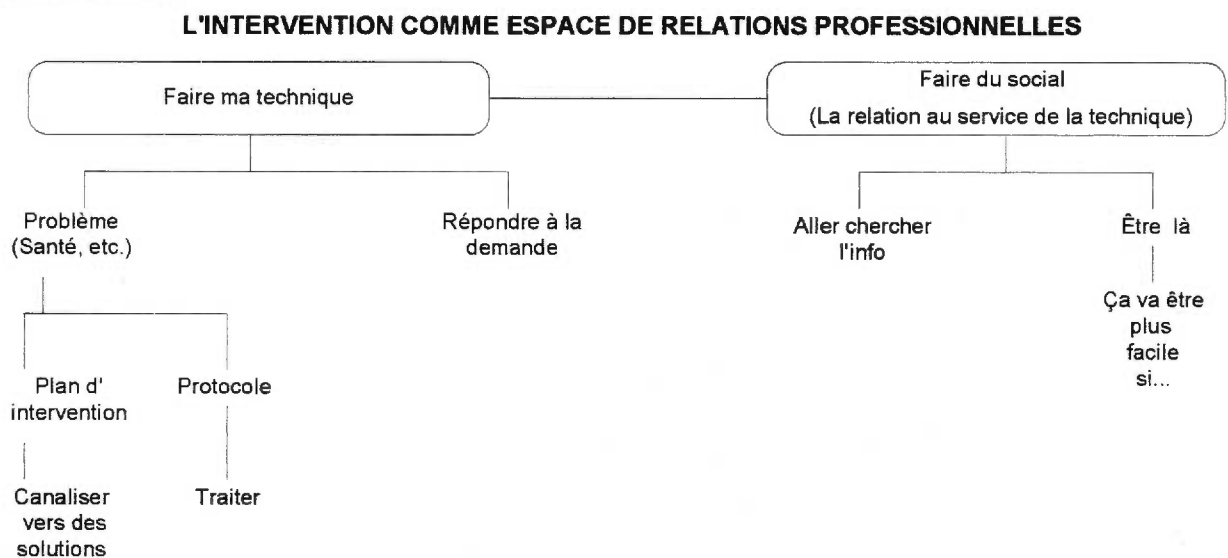 L'INTERVENTION COMME ESPACE DE RELATIONS PROFESSIONNELLES
Faire ma technique
Faire du social
(La relation au service de la technique)
Problème
(Santé, etc.)
Répondre à la
demande
Aller chercher
l'info
Être là
Ça va être
plus
facile
si...
Plan d'
intervention
Protocole
Canaliser
vers des
solutions
Traiter